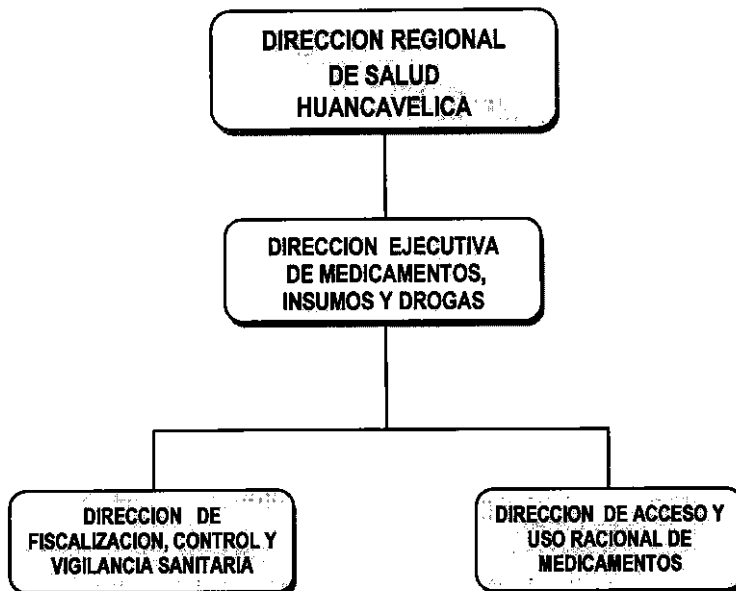 DIRECCION REGIONAL
DE SALUD
HUANCAVELICA
DIRECCION EJECUTIVA
DE MEDICAMENTOS,
INSUMOS Y DROGAS
DIRECCION DE
FISCALIZACION, CONTROL Y
VIGILANCIA SANITARIA
DIRECCION DE ACCESO Y
USO RACIONAL DE
MEDICAMENTOS